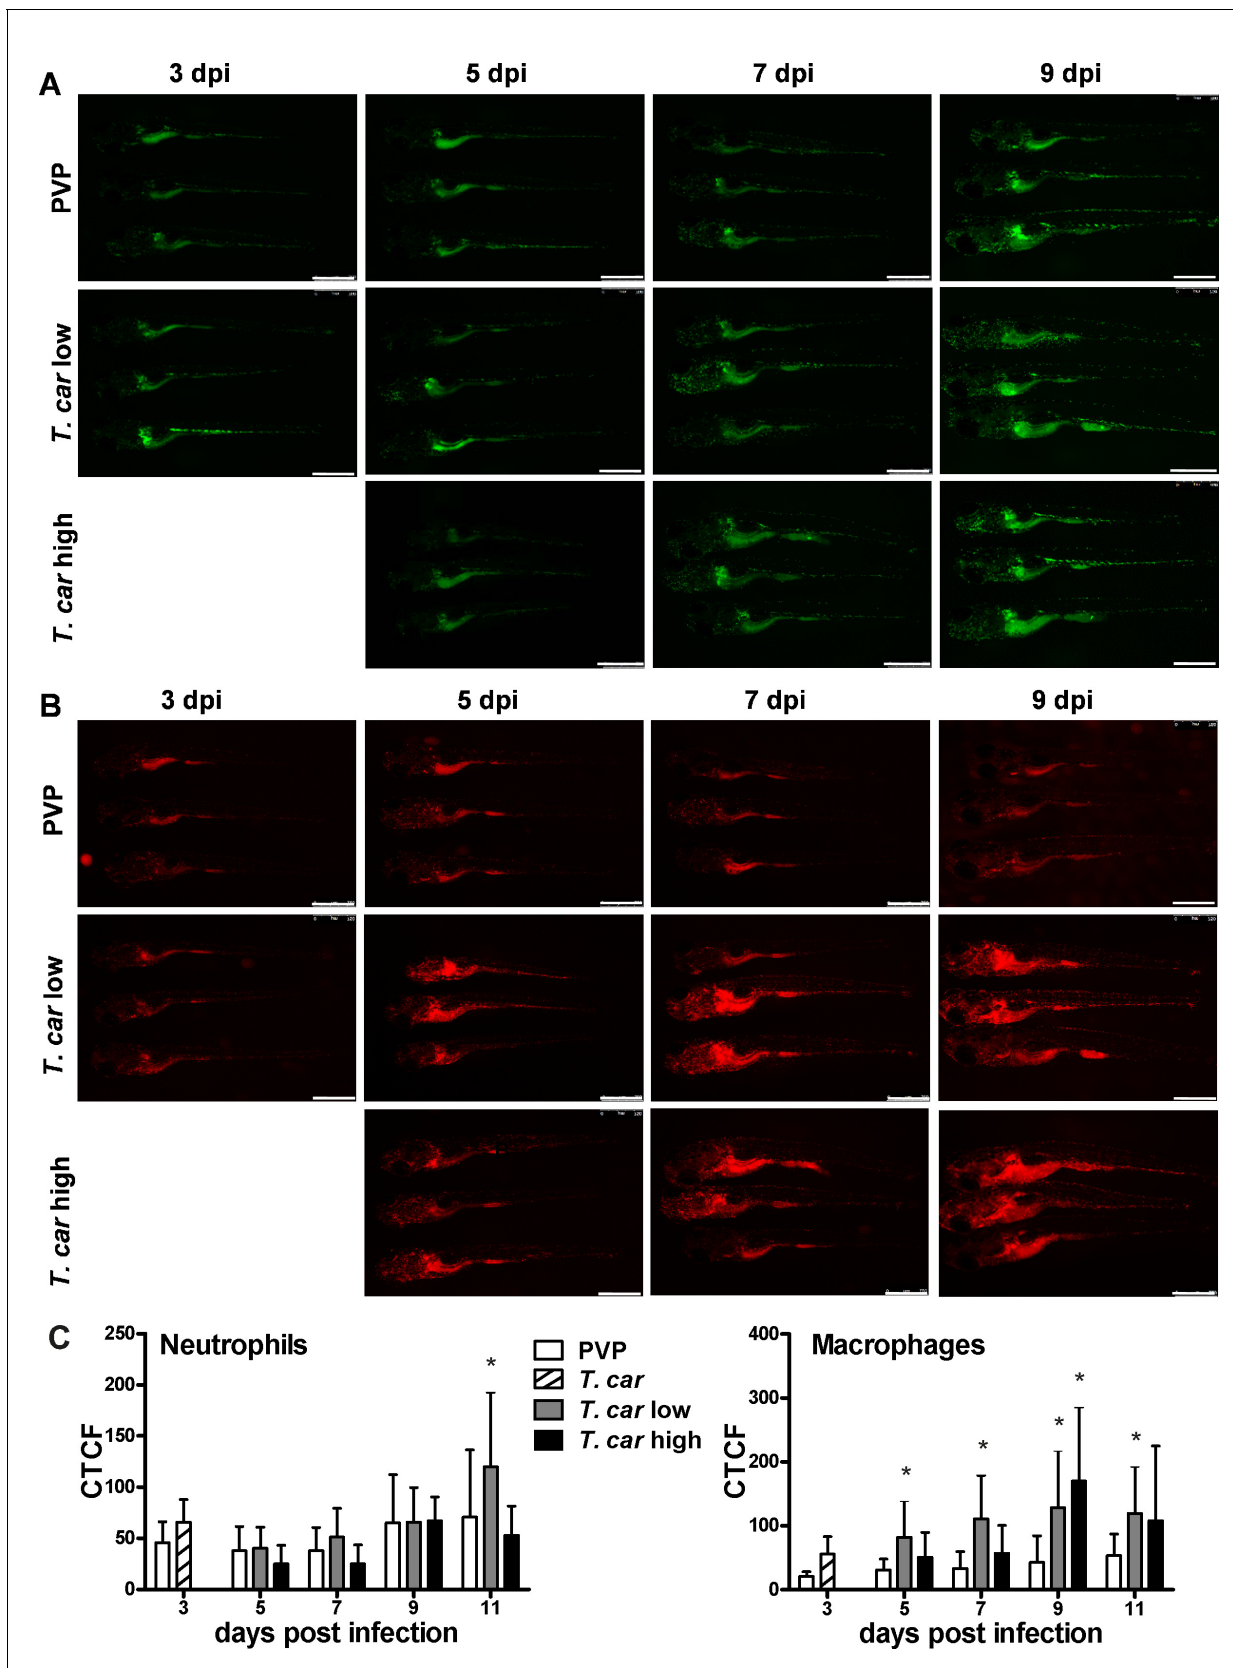 A
3 dpi 5 dpi 7 dpi 9 dpi
PVP
T. car low
T. car high
B
3 dpi 5 dpi 7 dpi 9 dpi
PVP
T. car low
T. car high
C
Neutrophils
CTCF
250
200
150
100
50
0
3 5 7 9 11
days post infection
*
PVP
T. car
T. car low
T. car high
Macrophages
CTCF
400
300
200
100
0
3 5 7 9 11
days post infection
* * * * *